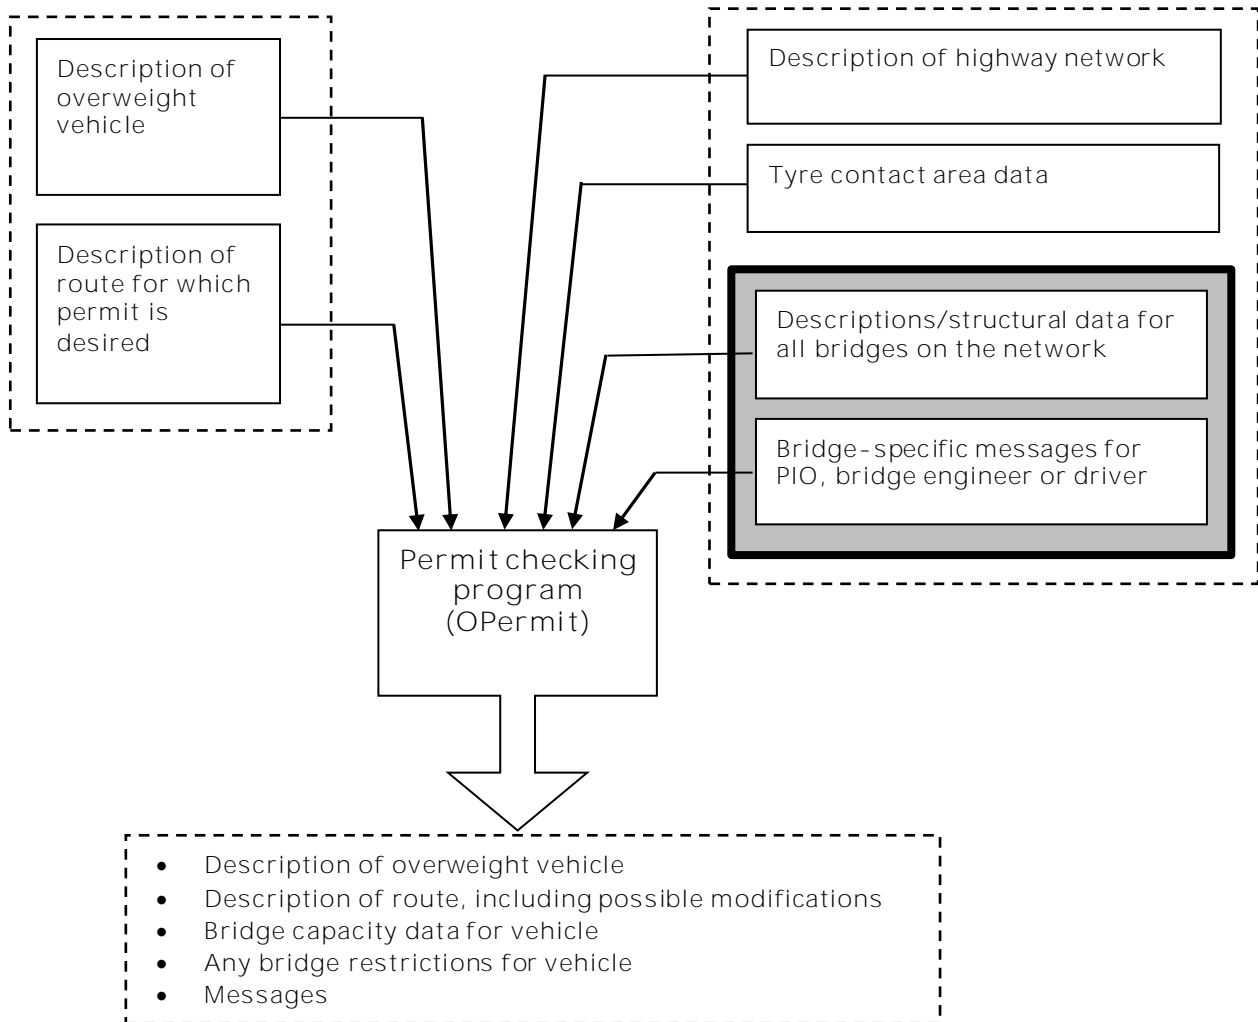 Description of
overweight
vehicle
Description of
route for which
permit is
desired
Description of highway network
Tyre contact area data
Descriptions/structural data for
all bridges on the network
Bridge-specific messages for
PIO, bridge engineer or driver
Permit checking
program
(OPermit)
• Description of overweight vehicle
• Description of route, including possible modifications
• Bridge capacity data for vehicle
• Any bridge restrictions for vehicle
• Messages